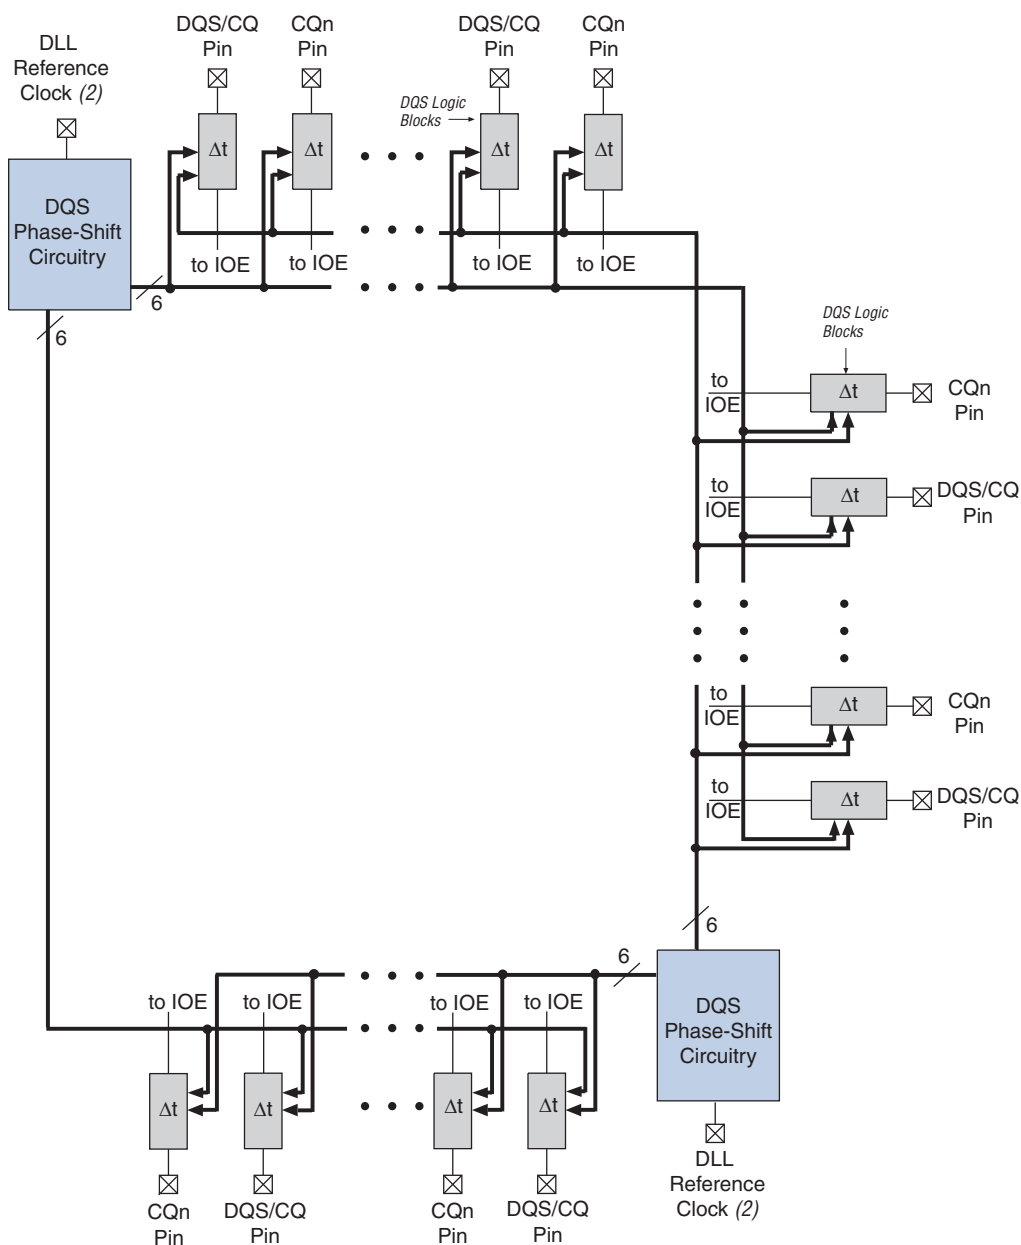 DQS/CQ
Pin
CQn
Pin
DQS/CQ
Pin
CQn
Pin
DLL
Reference
Clock (2)
DQS Logic
Blocks
Δt
Δt
Δt
Δt
DQS
Phase-Shift
Circuitry
to IOE
to IOE
to IOE
to IOE
6
6
DQS Logic
Blocks
to
IOE
Δt
CQn
Pin
to
IOE
Δt
DQS/CQ
Pin
to
IOE
Δt
CQn
Pin
to
IOE
Δt
DQS/CQ
Pin
6
6
DQS
Phase-Shift
Circuitry
to IOE
to IOE
to IOE
to IOE
Δt
Δt
Δt
Δt
CQn
Pin
DQS/CQ
Pin
CQn
Pin
DQS/CQ
Pin
DLL
Reference
Clock (2)